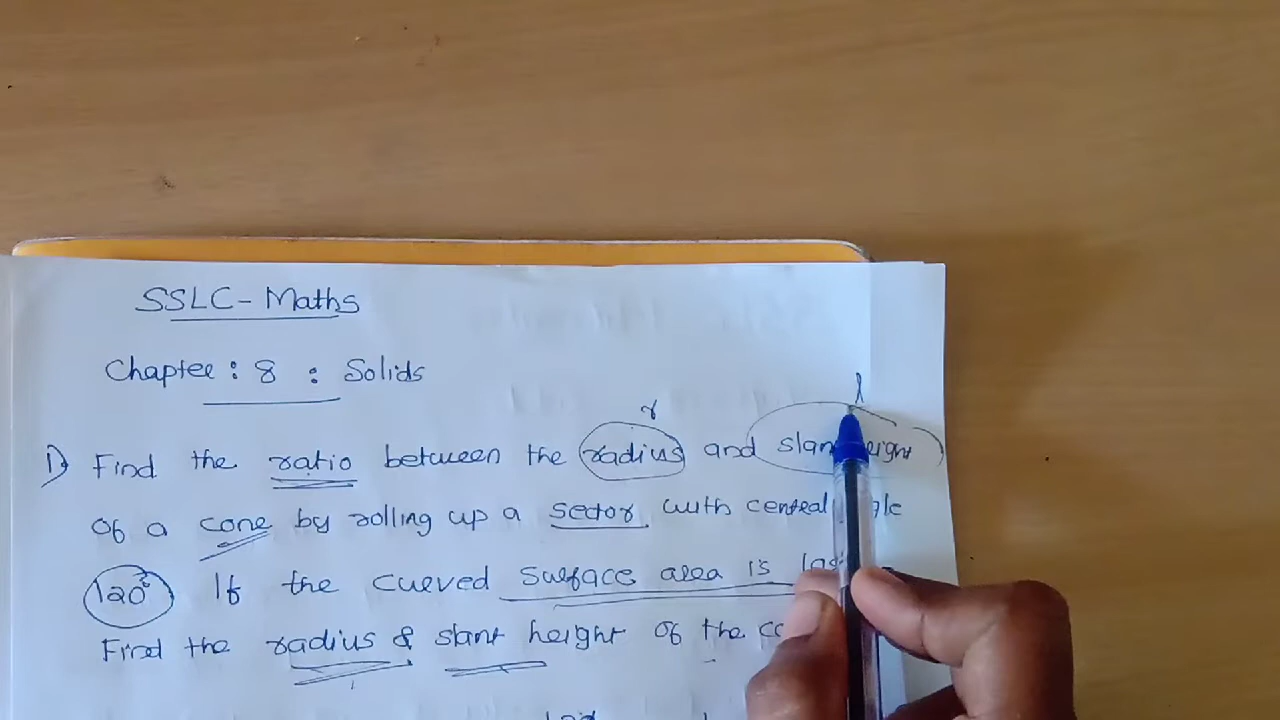 SSLC - Maths
Chapter : 8 : Solids
r l
1) Find the ratio between the radius and slant height
of a cone by rolling up a sector with central
120° If the curved surface area is
Find the radius & slant height of the